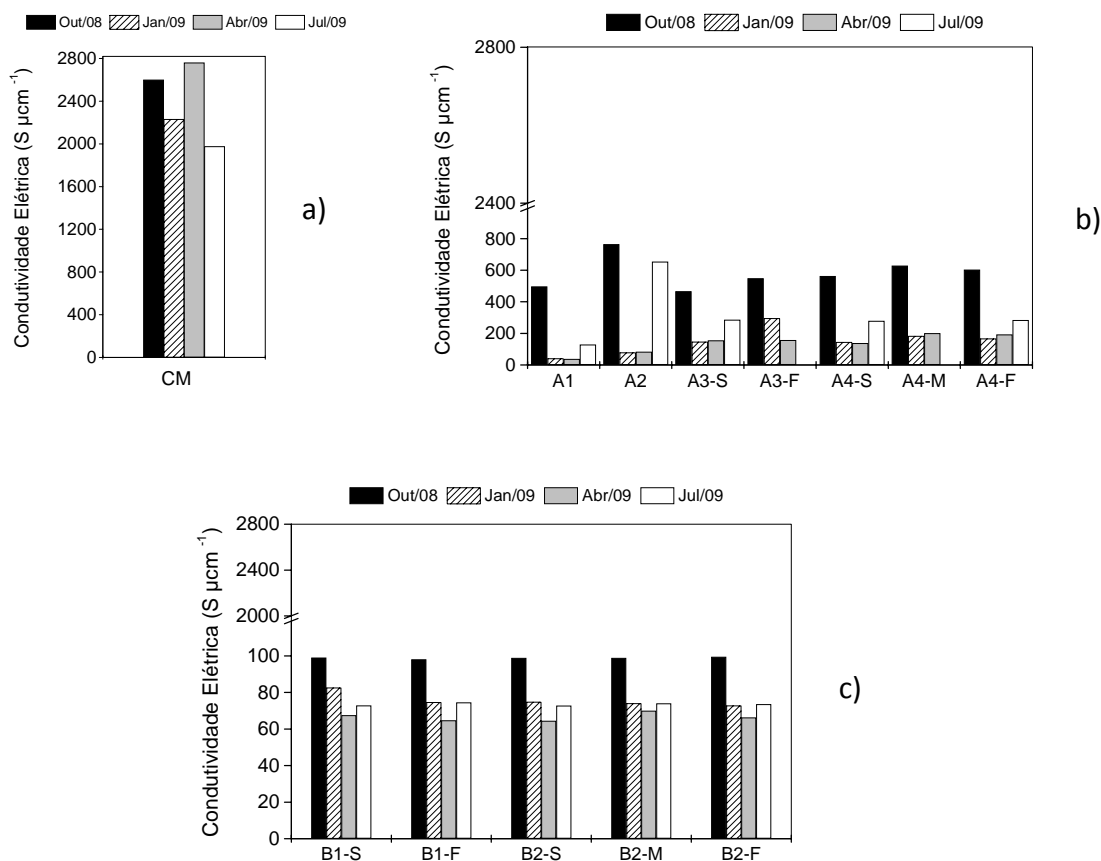 Out/08 Jan/09 Abr/09 Jul/09
Condutividade Elétrica (S µcm -1)
2800
2400
2000
1600
1200
800
400
0
CM
a)
Out/08 Jan/09 Abr/09 Jul/09
Condutividade Elétrica (S µcm -1)
2800
2400
800
600
400
200
0
A1 A2 A3-S A3-F A4-S A4-M A4-F
b)
Out/08 Jan/09 Abr/09 Jul/09
Condutividade Elétrica (S µcm -1)
2800
2400
2000
100
80
60
40
20
0
B1-S B1-F B2-S B2-M B2-F
c)